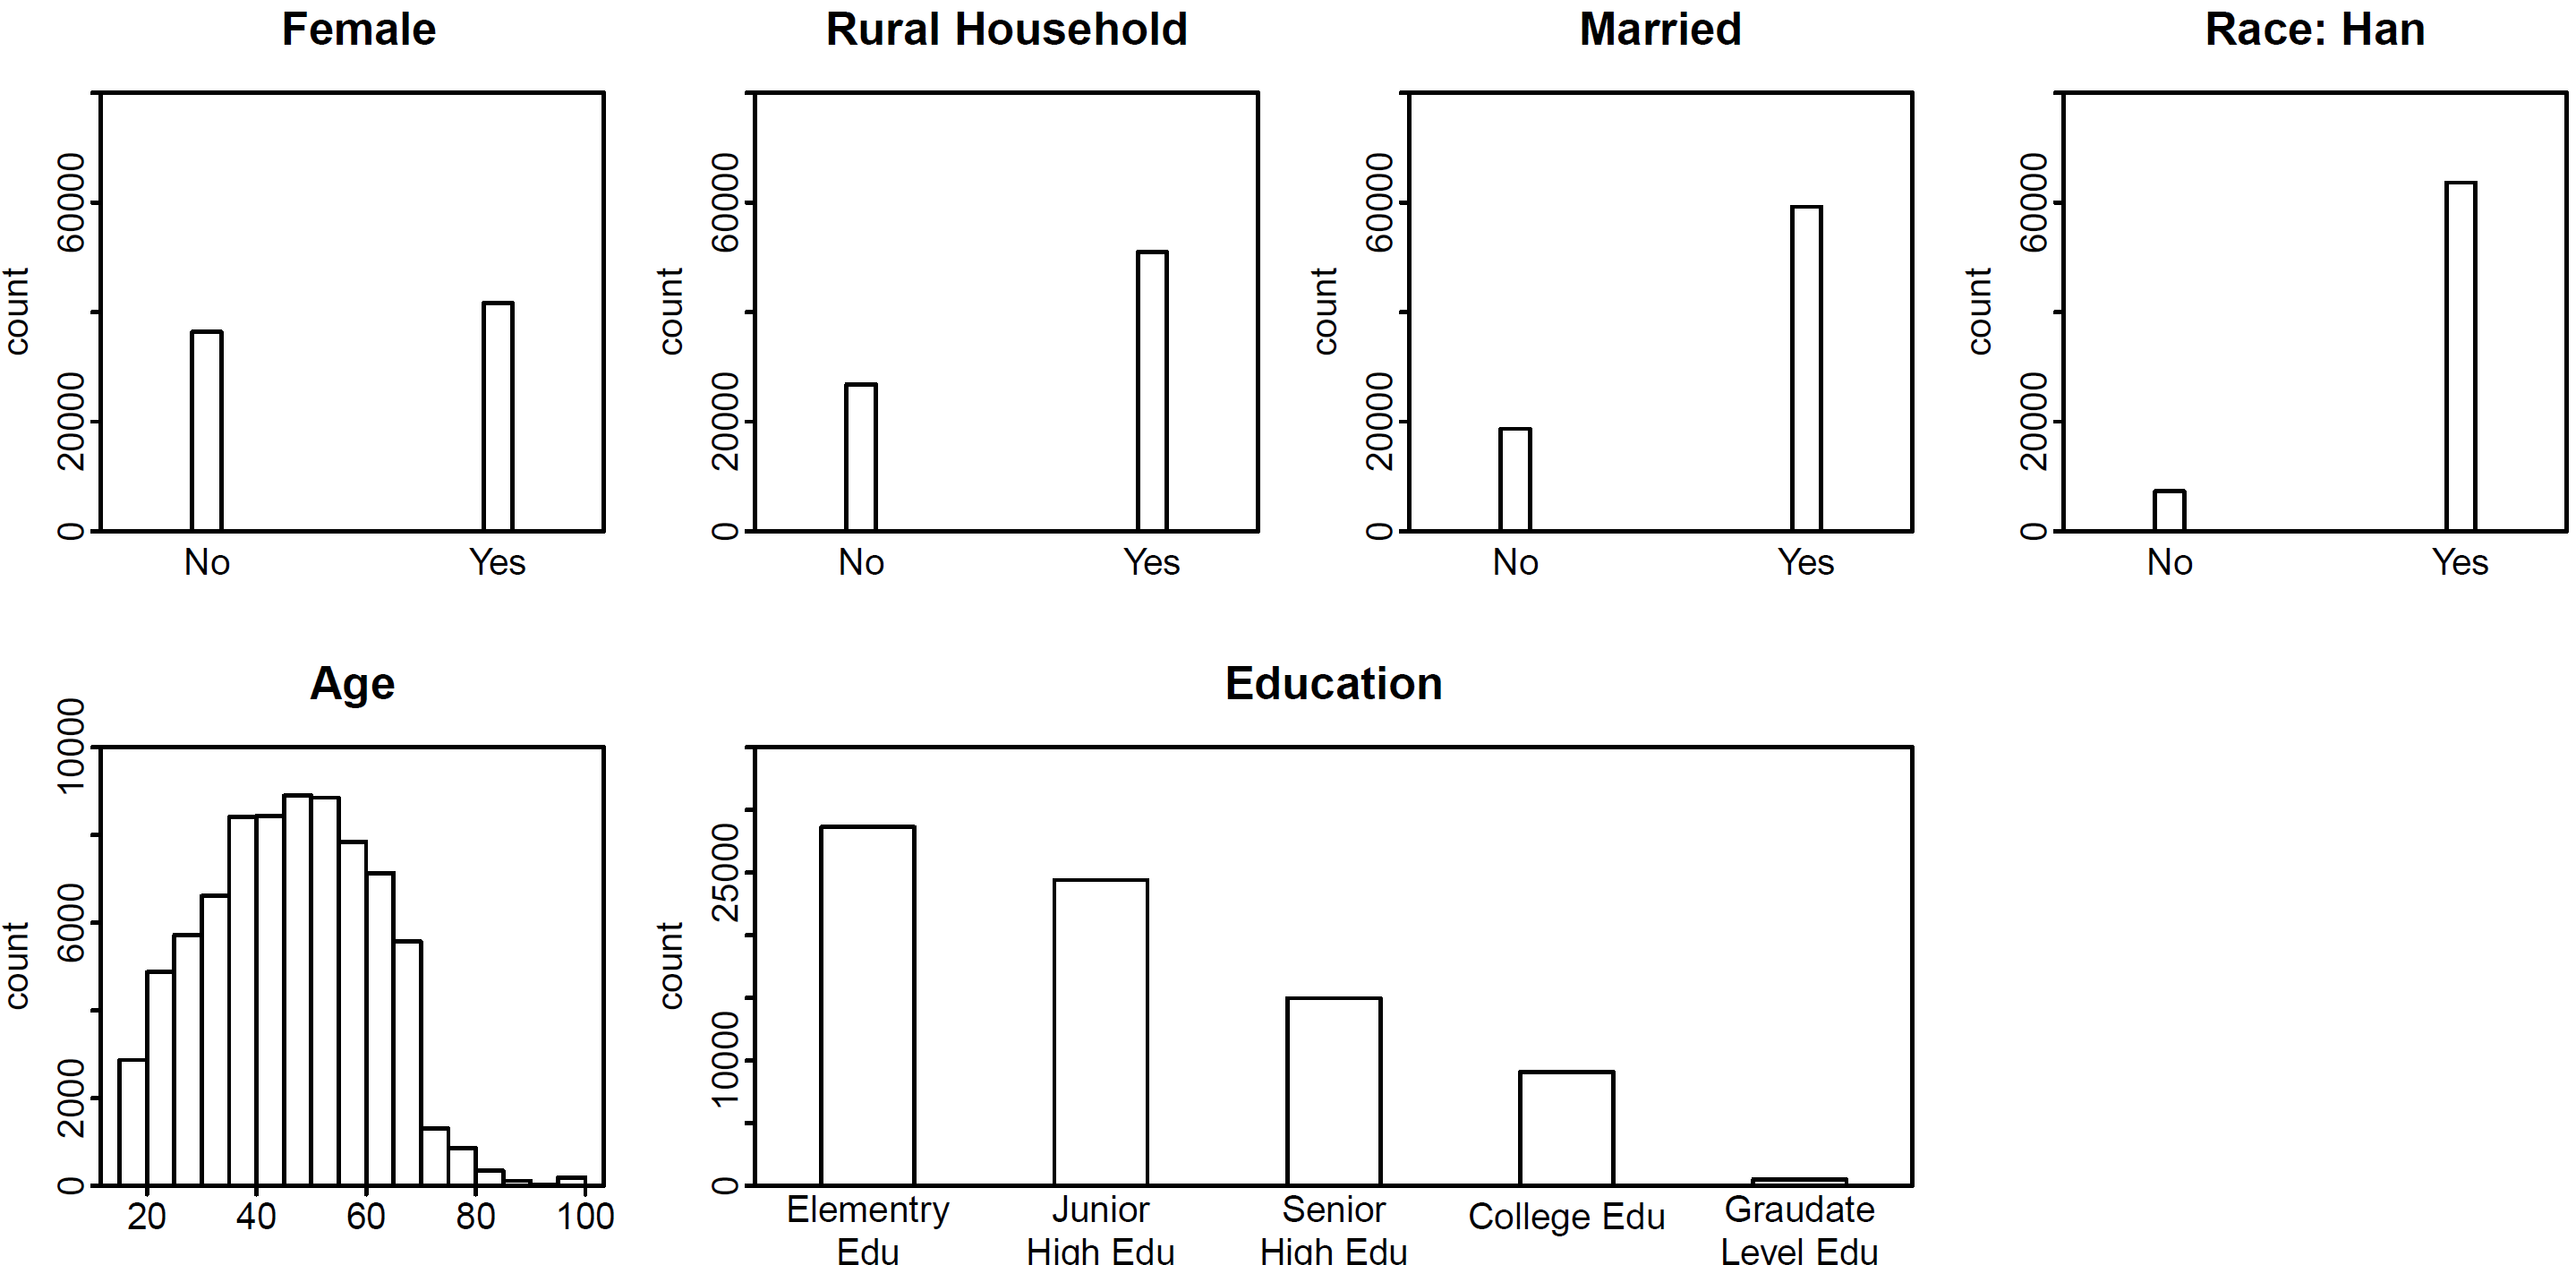 Female
Rural Household
Married
Race: Han
count
0
20000
60000
No
Yes
count
0
20000
60000
No
Yes
count
0
20000
60000
No
Yes
count
0
20000
60000
No
Yes
Age
Education
count
0
2000
6000
10000
20
40
60
80
100
count
0
10000
25000
Elementry
Edu
Junior
High Edu
Senior
High Edu
College Edu
Graudate
Level Edu